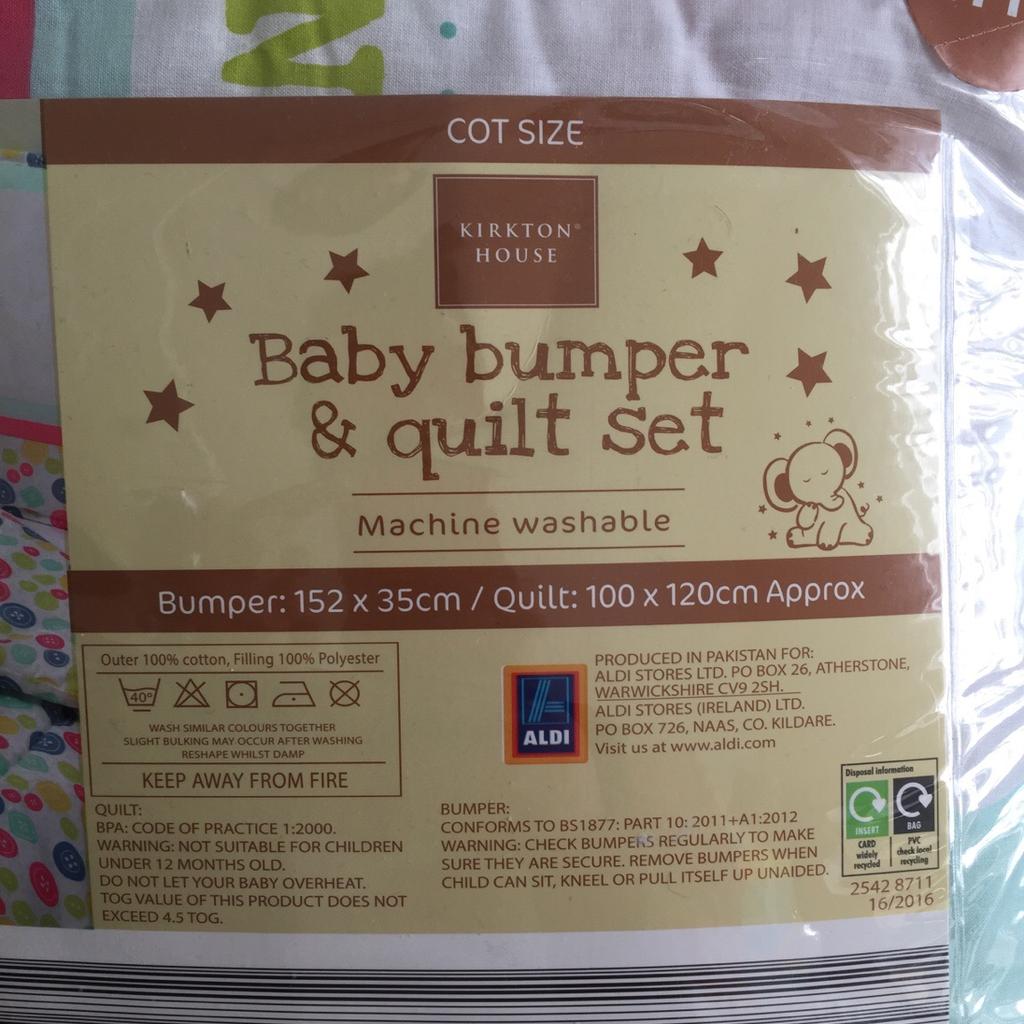 N
COT SIZE
KIRKTON®
HOUSE
Baby bumper
& quilt set
Machine washable
Bumper: 152 x 35cm / Quilt: 100 x 120cm Approx
Outer 100% cotton, Filling 100% Polyester
40°
WASH SIMILAR COLOURS TOGETHER
SLIGHT BULKING MAY OCCUR AFTER WASHING
RESHAPE WHILST DAMP
KEEP AWAY FROM FIRE
ALDI
PRODUCED IN PAKISTAN FOR:
ALDI STORES LTD. PO BOX 26, ATHERSTONE,
WARWICKSHIRE CV9 2SH.
ALDI STORES (IRELAND) LTD.
PO BOX 726, NAAS, CO. KILDARE.
Visit us at www.aldi.com
QUILT:
BPA: CODE OF PRACTICE 1:2000.
WARNING: NOT SUITABLE FOR CHILDREN
UNDER 12 MONTHS OLD.
DO NOT LET YOUR BABY OVERHEAT.
TOG VALUE OF THIS PRODUCT DOES NOT
EXCEED 4.5 TOG.
BUMPER:
CONFORMS TO BS1877: PART 10: 2011+A1:2012
WARNING: CHECK BUMPERS REGULARLY TO MAKE
SURE THEY ARE SECURE. REMOVE BUMPERS WHEN
CHILD CAN SIT, KNEEL OR PULL ITSELF UP UNAIDED.
Disposal information
INSERT
CARD
widely
recycled
BAG
PVC
check local
recycling
2542 8711
16/2016